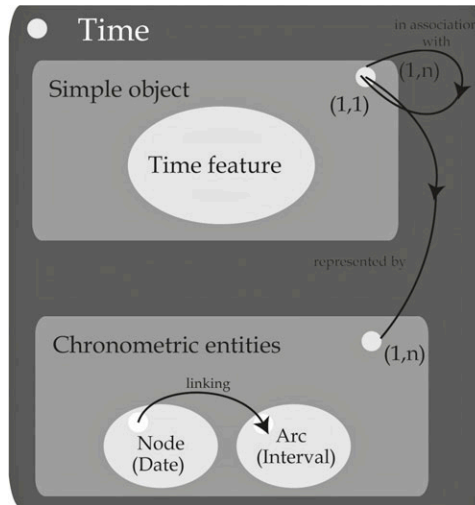 Time
in association
with
(1,n)
Simple object
(1,1)
Time feature
represented by
Chronometric entities
(1,n)
linking
Node
(Date)
Arc
(Interval)